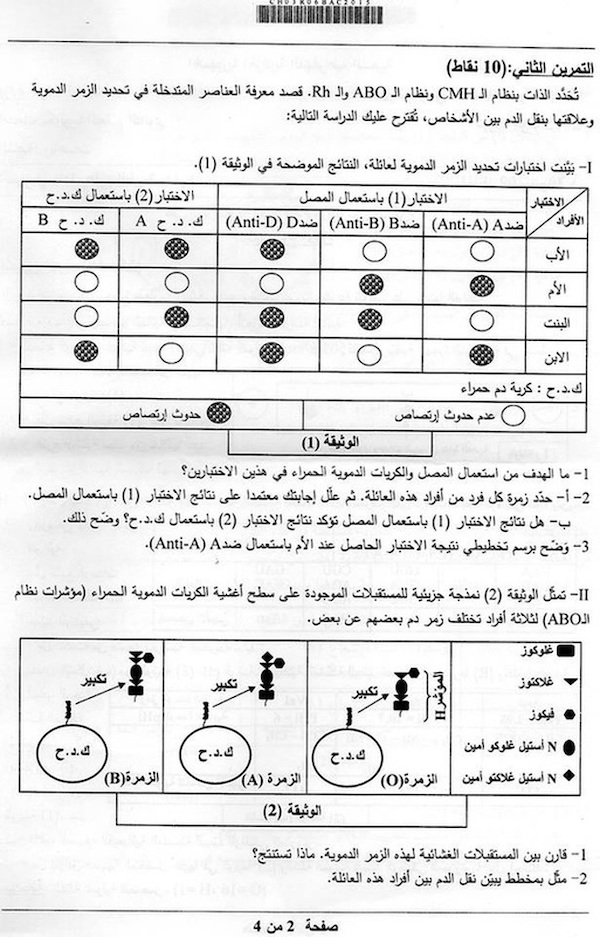 CH03R06BAC2015
التمرين الثاني:(10 نقاط)
تُحَدَّد الذات بنظام الـ CMH ونظام الـ ABO والـ Rh. قصد معرفة العناصر المتدخلة في تحديد الزمر الدموية
وعلاقتها بنقل الدم بين الأشخاص، تُقترح عليك الدراسة التالية:
I- بَيَّنت اختبارات تحديد الزمر الدموية لعائلة، النتائج الموضحة في الوثيقة (1).
الاختبار الاختبار(1) باستعمال المصل الاختبار(2) باستعمال ك.د.ح
الأفراد ضدA (Anti-A) ضدB (Anti-B) ضدD (Anti-D) ك. د. ح A ك. د. ح B
الأب
الأم
البنت
الابن
ك.د.ح : كرية دم حمراء
عدم حدوث إرتصاص حدوث إرتصاص
الوثيقة (1)
1- ما الهدف من استعمال المصل والكريات الدموية الحمراء في هذين الاختبارين؟
2- أ- حدّد زمرة كل فرد من أفراد هذه العائلة. ثم علّل إجابتك معتمدا على نتائج الاختبار (1) باستعمال المصل.
ب- هل نتائج الاختبار (1) باستعمال المصل تؤكد نتائج الاختبار (2) باستعمال ك.د.ح؟ وضّح ذلك.
3- وَضّح برسم تخطيطي نتيجة الاختبار الحاصل عند الأم باستعمال ضدA (Anti-A).
II- تمثّل الوثيقة (2) نمذجة جزيئية للمستقبلات الموجودة على سطح أغشية الكريات الدموية الحمراء (مؤشرات نظام
الـABO) لثلاثة أفراد تختلف زمر دم بعضهم عن بعض.
غلوكوز
غلاكتوز
فيكوز
N أستيل غلوكو أمين
N أستيل غلاكتو أمين
المؤشرH
تكبير
ك.د.ح
الزمرة(O)
تكبير
ك.د.ح
الزمرة (A)
تكبير
ك.د.ح
الزمرة(B)
الوثيقة (2)
1- قارن بين المستقبلات الغشائية لهذه الزمر الدموية. ماذا تستنتج؟
2- مثّل بمخطط يبيّن نقل الدم بين أفراد هذه العائلة.
صفحة 2 من 4